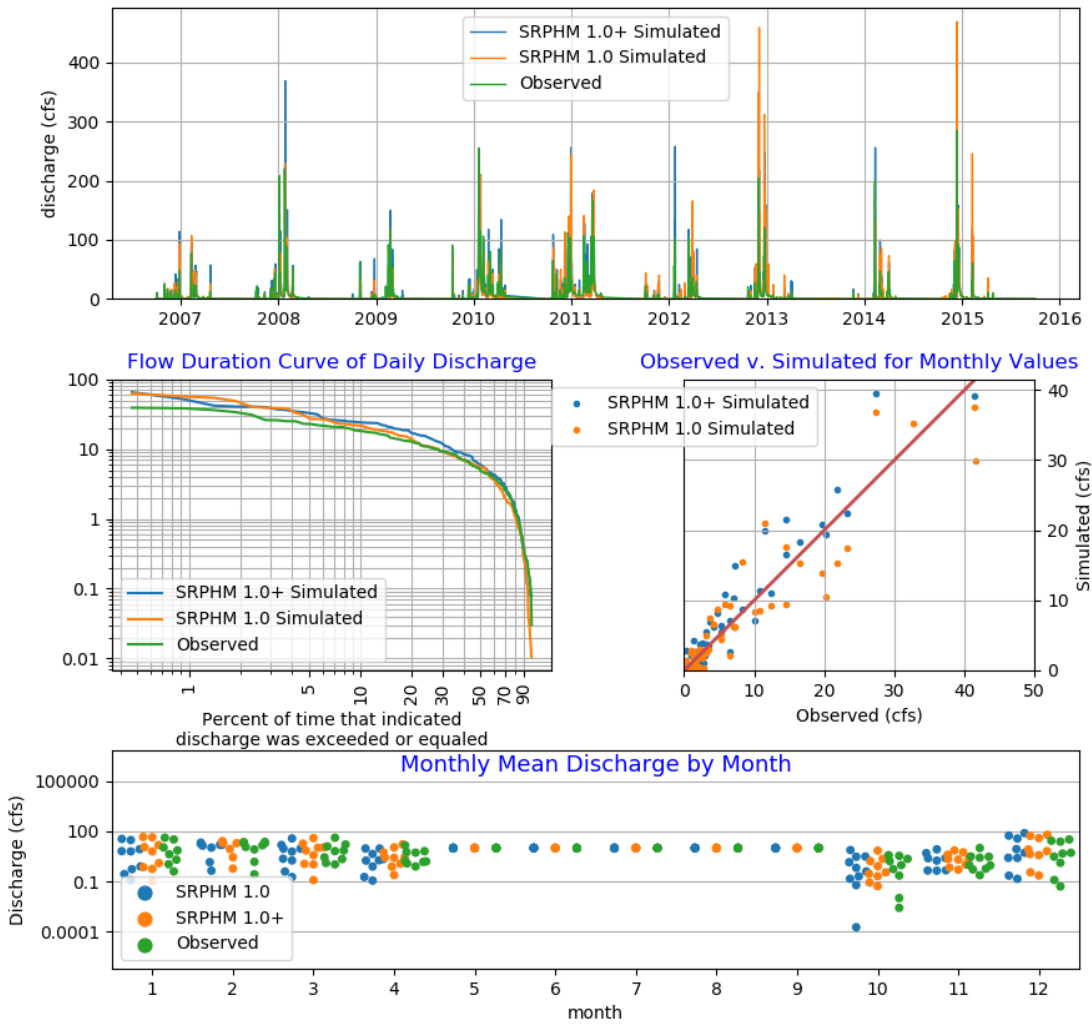 SRPHM 1.0+ Simulated
SRPHM 1.0 Simulated
Observed
discharge (cfs)
400
300
200
100
0
2007 2008 2009 2010 2011 2012 2013 2014 2015 2016
Flow Duration Curve of Daily Discharge
100
10
1
0.1
0.01
SRPHM 1.0+ Simulated
SRPHM 1.0 Simulated
Observed
1 5 10 20 30 50 70 90
Percent of time that indicated
discharge was exceeded or equaled
Observed v. Simulated for Monthly Values
SRPHM 1.0+ Simulated
SRPHM 1.0 Simulated
40
30
20
10
0
Simulated (cfs)
0 10 20 30 40 50
Observed (cfs)
Monthly Mean Discharge by Month
Discharge (cfs)
100000
100
0.1
0.0001
SRPHM 1.0
SRPHM 1.0+
Observed
1 2 3 4 5 6 7 8 9 10 11 12
month